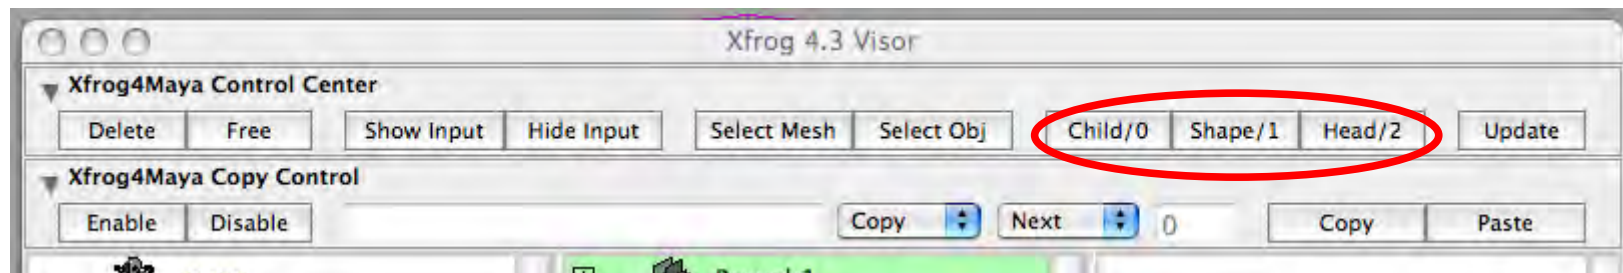 Xfrog 4.3 Visor
Xfrog4Maya Control Center
Delete Free Show Input Hide Input Select Mesh Select Obj Child/0 Shape/1 Head/2 Update
Xfrog4Maya Copy Control
Enable Disable Copy Next 0 Copy Paste